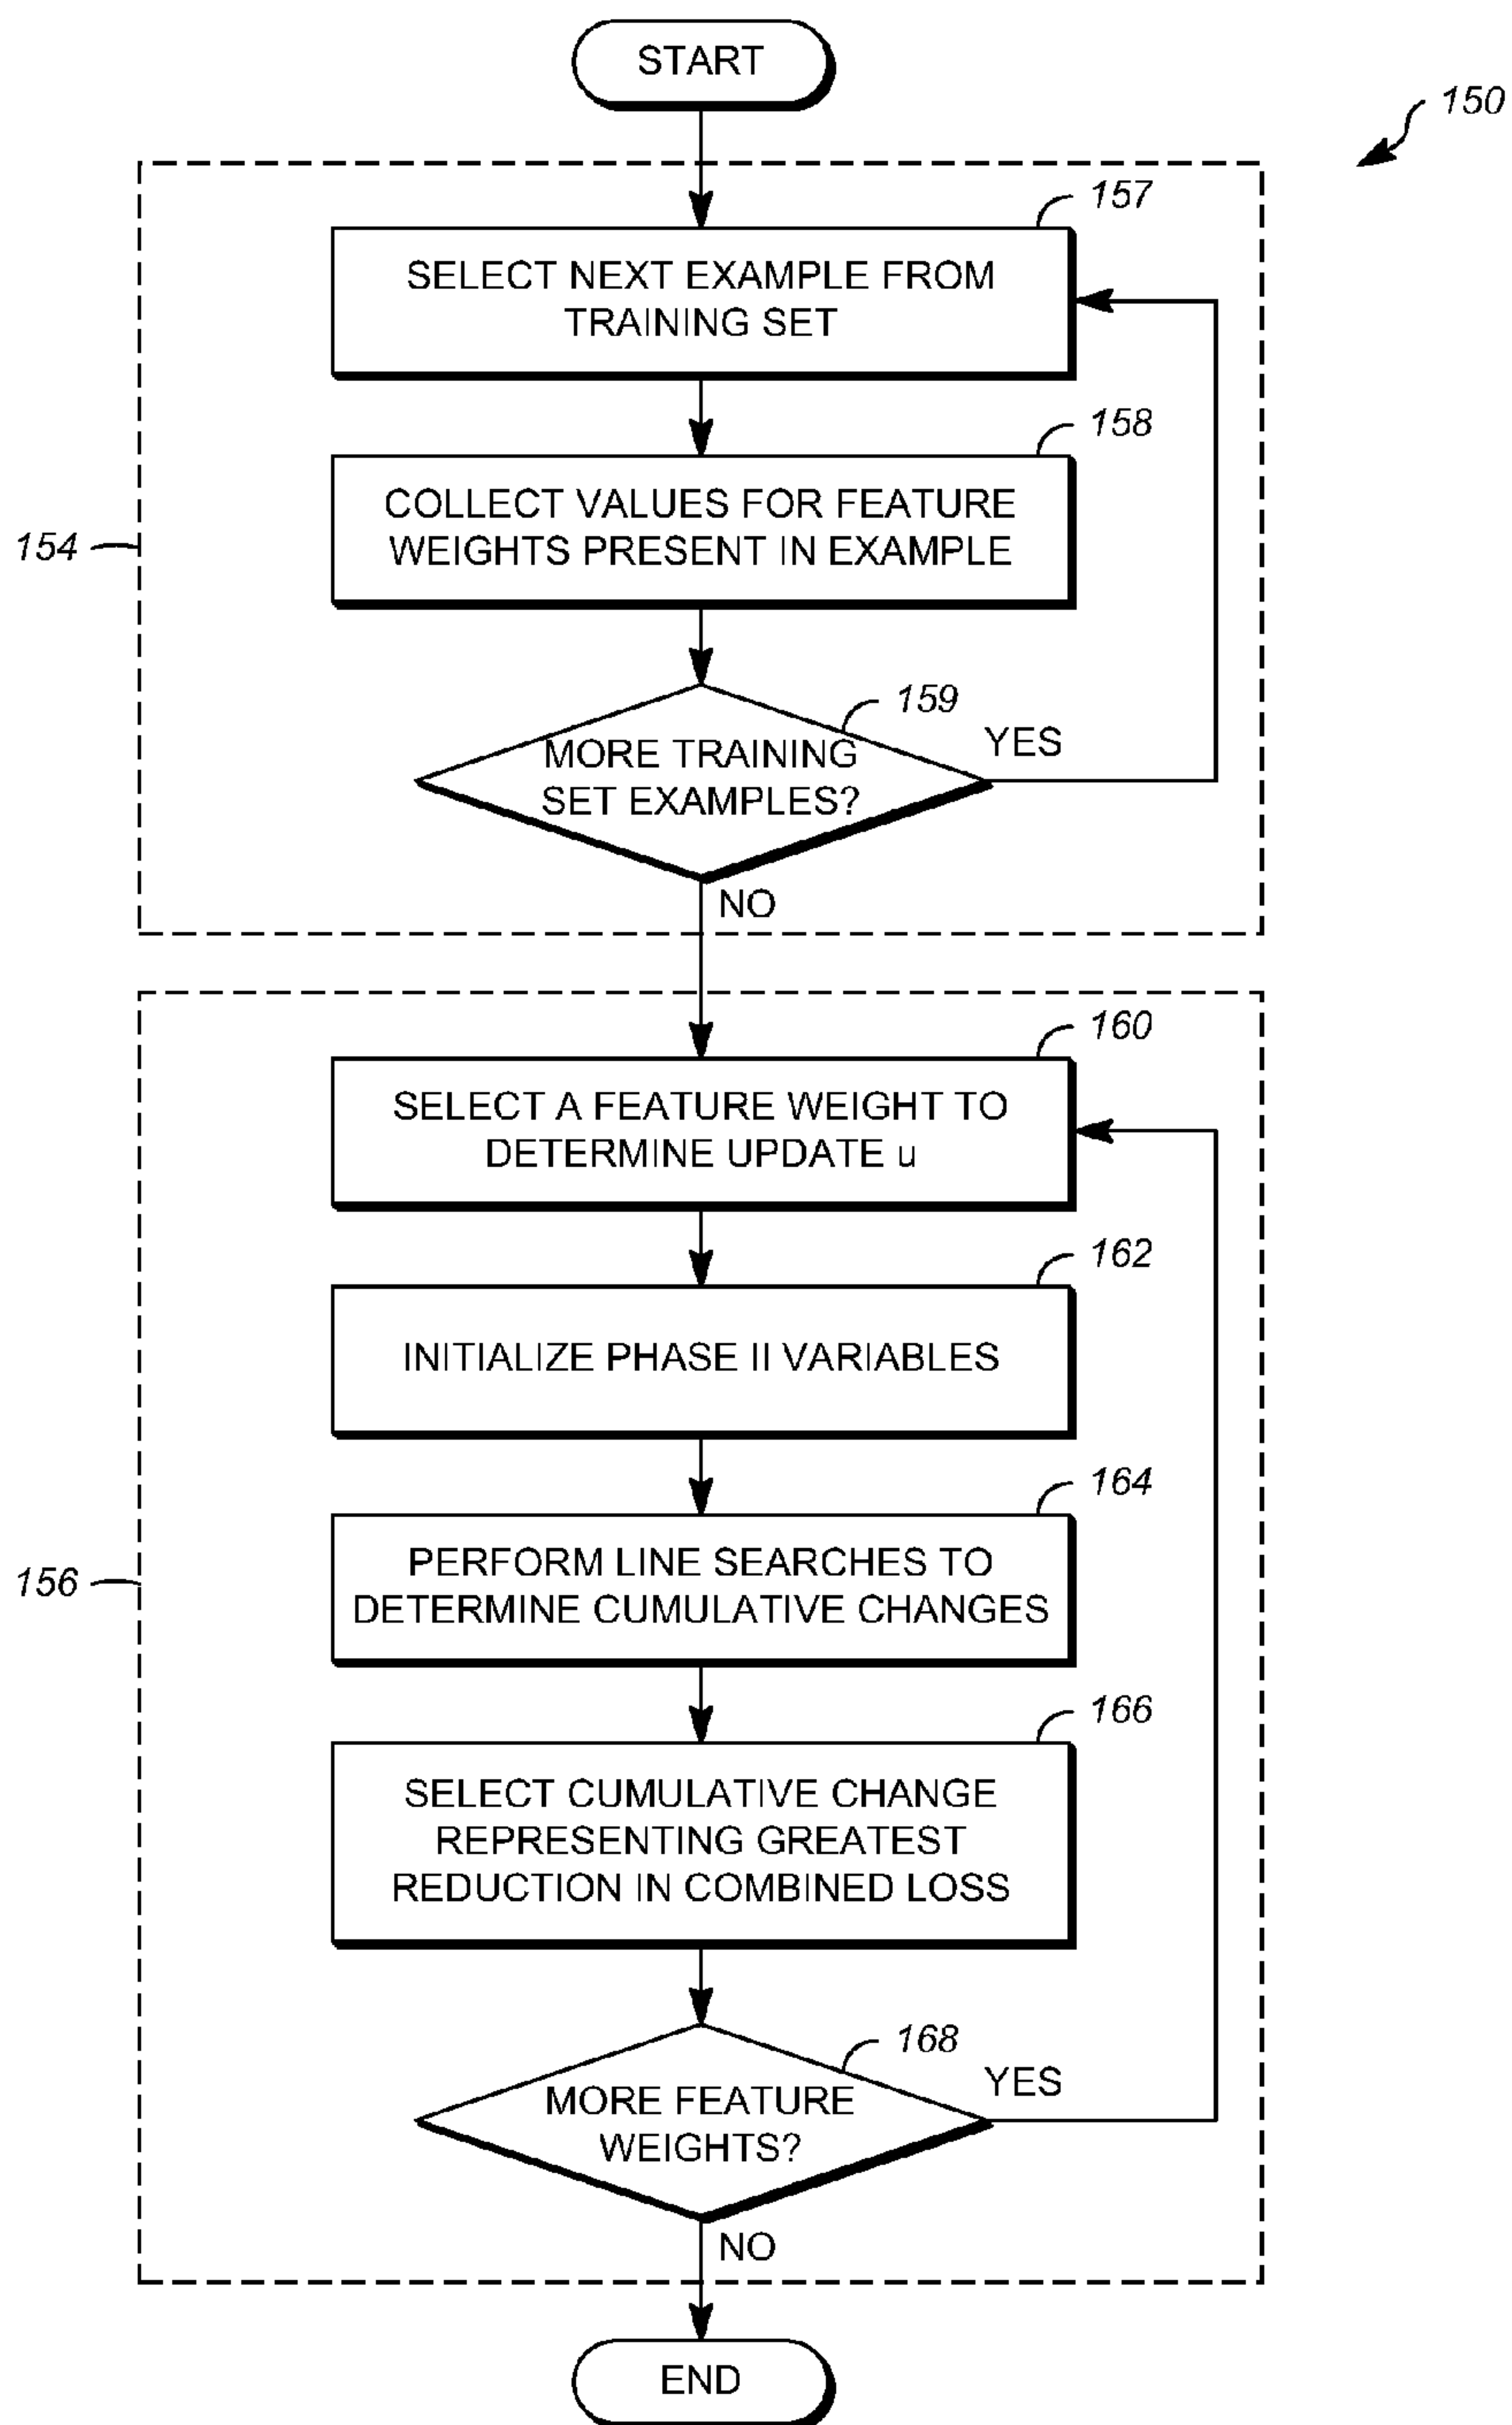 START
150
157
SELECT NEXT EXAMPLE FROM
TRAINING SET
158
COLLECT VALUES FOR FEATURE
WEIGHTS PRESENT IN EXAMPLE
154
159
MORE TRAINING
SET EXAMPLES?
YES
NO
160
SELECT A FEATURE WEIGHT TO
DETERMINE UPDATE u
162
INITIALIZE PHASE II VARIABLES
164
PERFORM LINE SEARCHES TO
DETERMINE CUMULATIVE CHANGES
156
166
SELECT CUMULATIVE CHANGE
REPRESENTING GREATEST
REDUCTION IN COMBINED LOSS
168
MORE FEATURE
WEIGHTS?
YES
NO
END